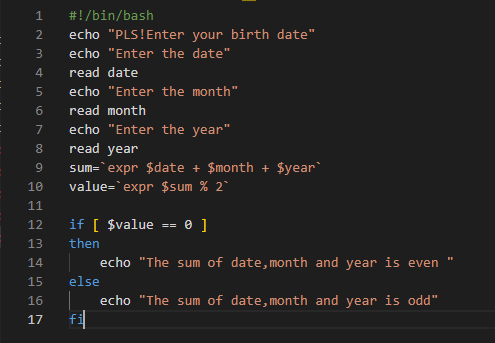 1 #!/bin/bash
2 echo "PLS!Enter your birth date"
3 echo "Enter the date"
4 read date
5 echo "Enter the month"
6 read month
7 echo "Enter the year"
8 read year
9 sum=`expr $date + $month + $year`
10 value=`expr $sum % 2`
11
12 if [ $value == 0 ]
13 then
14     echo "The sum of date,month and year is even "
15 else
16     echo "The sum of date,month and year is odd"
17 fi